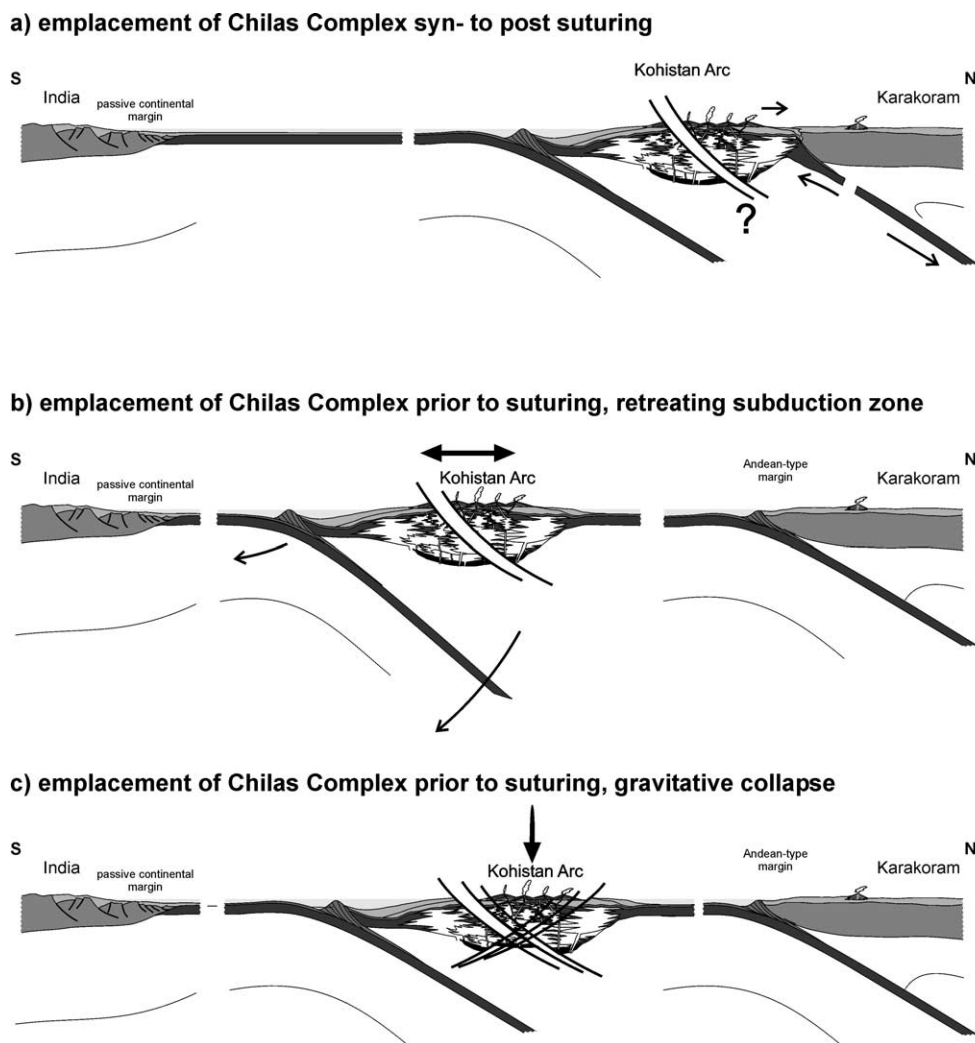 a) emplacement of Chilas Complex syn- to post suturing
S
N
Kohistan Arc
India
Karakoram
passive continental
margin
?
b) emplacement of Chilas Complex prior to suturing, retreating subduction zone
S
N
Andean-type
margin
India
Kohistan Arc
Karakoram
passive continental
margin
c) emplacement of Chilas Complex prior to suturing, gravitative collapse
S
N
Andean-type
margin
India
Kohistan Arc
Karakoram
passive continental
margin